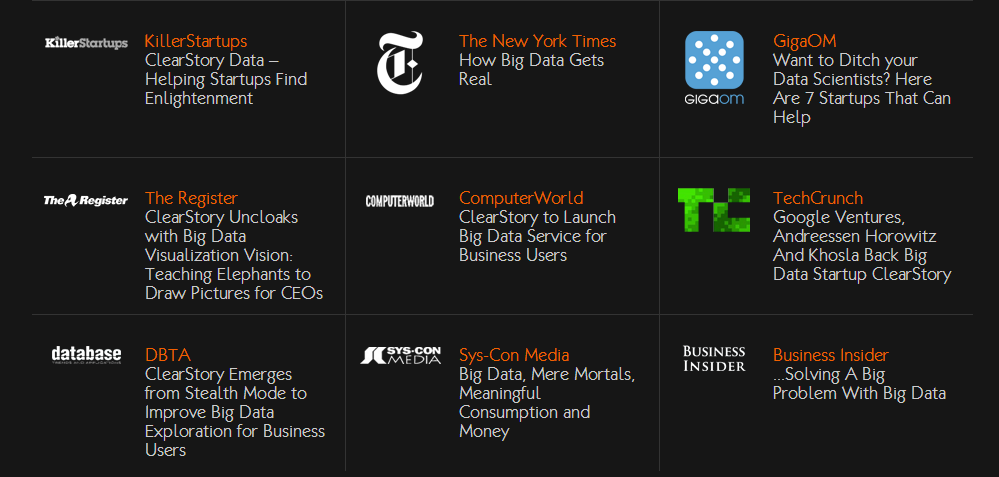 KillerStartups
KillerStartups
ClearStory Data –
Helping Startups Find
Enlightenment
T
The New York Times
How Big Data Gets
Real
GIGAOM
GigaOM
Want to Ditch your
Data Scientists? Here
Are 7 Startups That Can
Help
The Register
The Register
ClearStory Uncloaks
with Big Data
Visualization Vision:
Teaching Elephants to
Draw Pictures for CEOs
COMPUTERWORLD
ComputerWorld
ClearStory to Launch
Big Data Service for
Business Users
TC
TechCrunch
Google Ventures,
Andreessen Horowitz
And Khosla Back Big
Data Startup ClearStory
database
DBTA
ClearStory Emerges
from Stealth Mode to
Improve Big Data
Exploration for Business
Users
SYS-CON
MEDIA
Sys-Con Media
Big Data, Mere Mortals,
Meaningful
Consumption and
Money
BUSINESS
INSIDER
Business Insider
...Solving A Big
Problem With Big Data